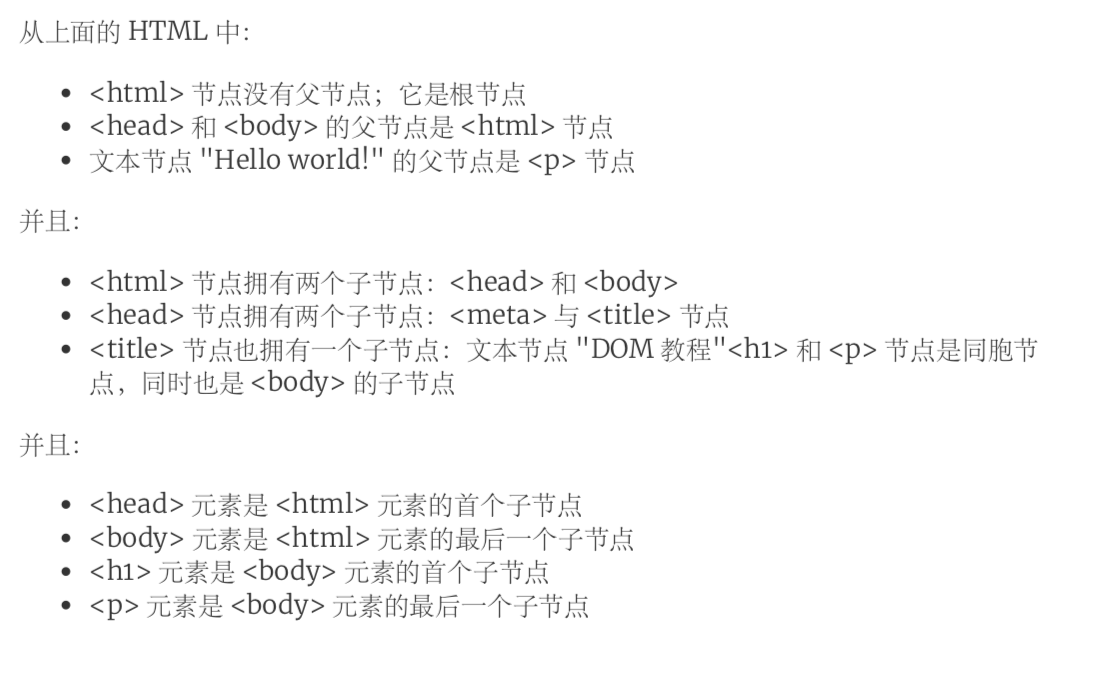 从上面的 HTML 中：
• <html> 节点没有父节点；它是根节点
• <head> 和 <body> 的父节点是 <html> 节点
• 文本节点 "Hello world!" 的父节点是 <p> 节点
并且：
• <html> 节点拥有两个子节点：<head> 和 <body>
• <head> 节点拥有两个子节点：<meta> 与 <title> 节点
• <title> 节点也拥有一个子节点：文本节点 "DOM 教程"<h1> 和 <p> 节点是同胞节
点，同时也是 <body> 的子节点
并且：
• <head> 元素是 <html> 元素的首个子节点
• <body> 元素是 <html> 元素的最后一个子节点
• <h1> 元素是 <body> 元素的首个子节点
• <p> 元素是 <body> 元素的最后一个子节点